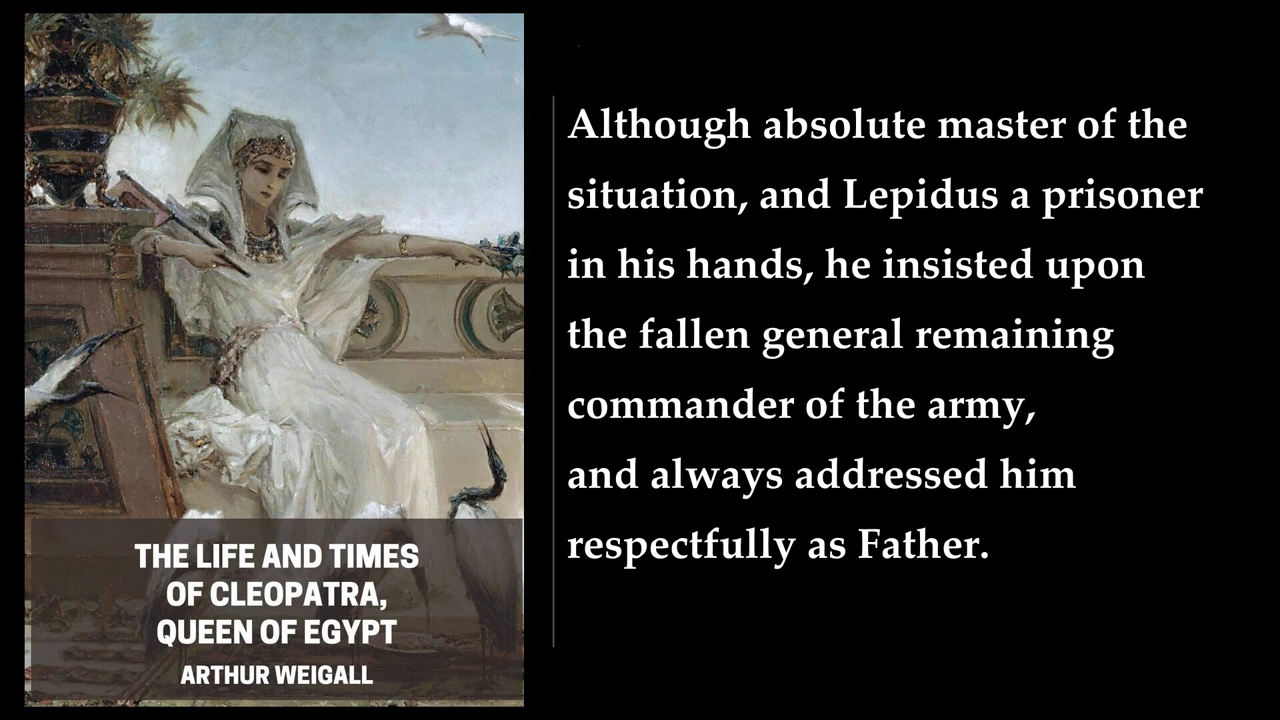 THE LIFE AND TIMES
OF CLEOPATRA,
QUEEN OF EGYPT
ARTHUR WEIGALL
Although absolute master of the
situation, and Lepidus a prisoner
in his hands, he insisted upon
the fallen general remaining
commander of the army,
and always addressed him
respectfully as Father.